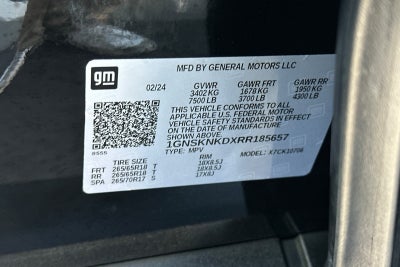 gm
MFD BY GENERAL MOTORS LLC
02/24 GVWR GAWR FRT GAWR RR
3402 KG 1678 KG 1950 KG
7500 LB 3700 LB 4300 LB
THIS VEHICLE CONFORMS TO ALL
APPLICABLE U.S. FEDERAL MOTOR
VEHICLE SAFETY STANDARDS IN EFFECT
ON THE DATE OF MANUFACTURE
SHOWN ABOVE.
1GNSKNKDXRR185657
TYPE: MPV MODEL: X7CK10706
8555
TIRE SIZE RIM
FRT 265/65R18 T 18X8.5J
RR 265/65R18 T 18X8.5J
SPA 265/70R17 S 17X8J